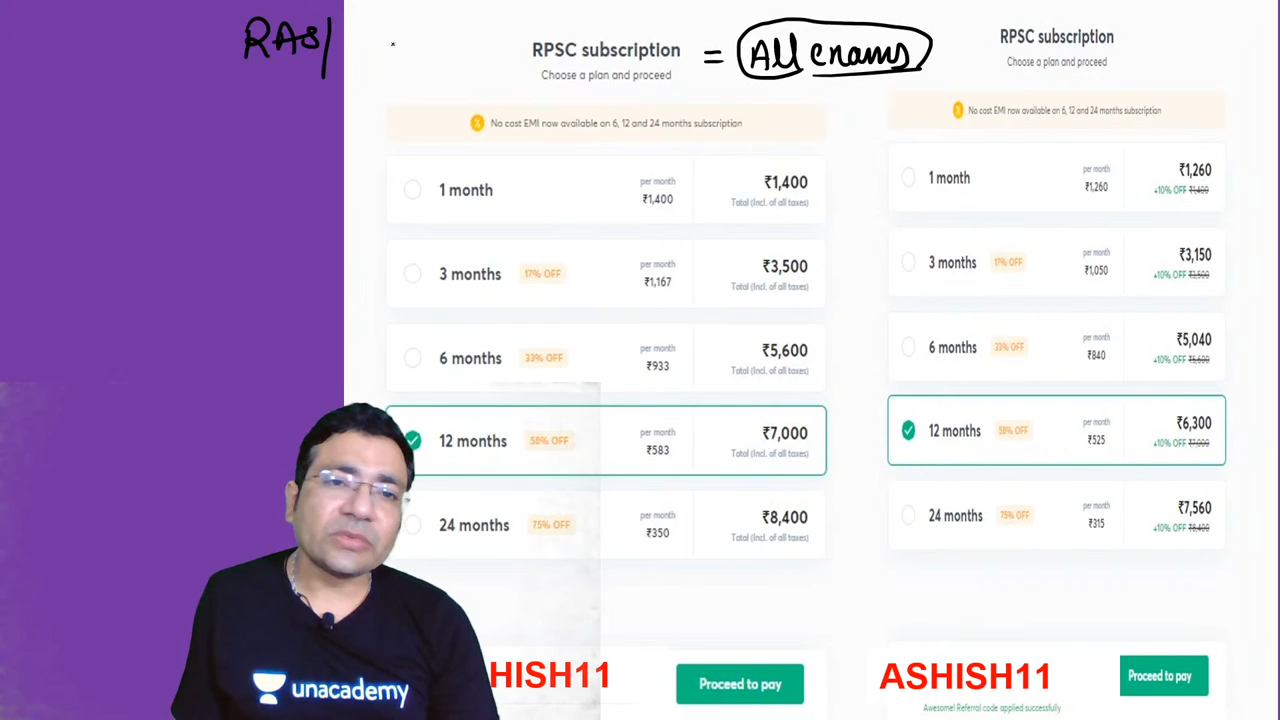 RAS/
RPSC subscription
= All exams
Choose a plan and proceed
No cost EMI now available on 6, 12 and 24 months subscription
1 month
per month
₹1,400
₹1,400
Total (Incl. of all taxes)
3 months
17% OFF
per month
₹1,167
₹3,500
Total (Incl. of all taxes)
6 months
33% OFF
per month
₹933
₹5,600
Total (Incl. of all taxes)
12 months
58% OFF
per month
₹583
₹7,000
Total (Incl. of all taxes)
24 months
75% OFF
per month
₹350
₹8,400
Total (Incl. of all taxes)
HISH11
Proceed to pay
RPSC subscription
Choose a plan and proceed
No cost EMI now available on 6, 12 and 24 months subscription
1 month
per month
₹1,260
₹1,260
10% OFF ₹1,400
3 months
17% OFF
per month
₹1,050
₹3,150
10% OFF ₹3,500
6 months
33% OFF
per month
₹840
₹5,040
10% OFF ₹5,600
12 months
58% OFF
per month
₹525
₹6,300
10% OFF ₹7,000
24 months
75% OFF
per month
₹315
₹7,560
10% OFF ₹8,400
ASHISH11
Proceed to pay
Awesome! Referral code applied successfully
unacademy